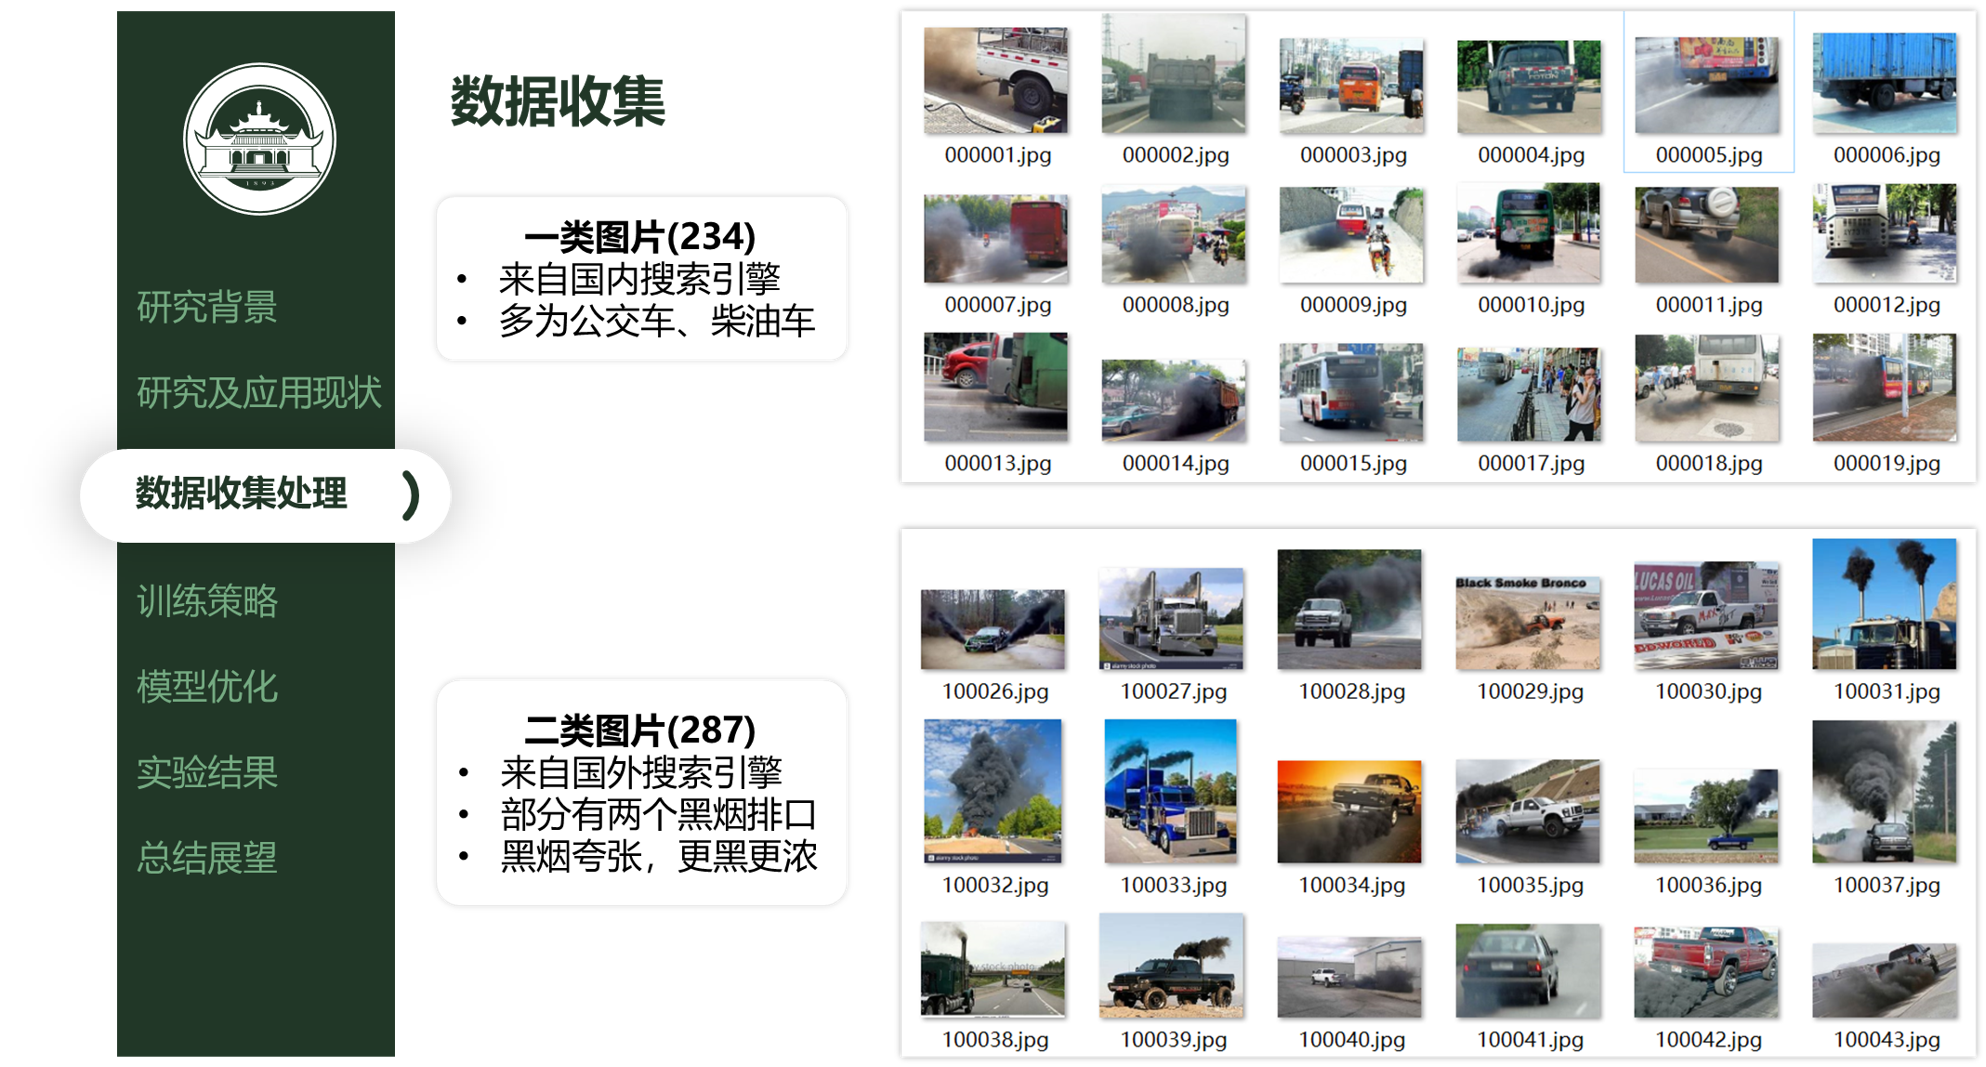 1893
研究背景
研究及应用现状
数据收集处理
训练策略
模型优化
实验结果
总结展望
数据收集
一类图片(234)
• 来自国内搜索引擎
• 多为公交车、柴油车
二类图片(287)
• 来自国外搜索引擎
• 部分有两个黑烟排口
• 黑烟夸张，更黑更浓
000001.jpg 000002.jpg 000003.jpg 000004.jpg 000005.jpg 000006.jpg
000007.jpg 000008.jpg 000009.jpg 000010.jpg 000011.jpg 000012.jpg
000013.jpg 000014.jpg 000015.jpg 000017.jpg 000018.jpg 000019.jpg
Black Smoke Bronco
LUCAS OIL
alamy stock photo
100026.jpg 100027.jpg 100028.jpg 100029.jpg 100030.jpg 100031.jpg
alamy stock photo
100032.jpg 100033.jpg 100034.jpg 100035.jpg 100036.jpg 100037.jpg
100038.jpg 100039.jpg 100040.jpg 100041.jpg 100042.jpg 100043.jpg